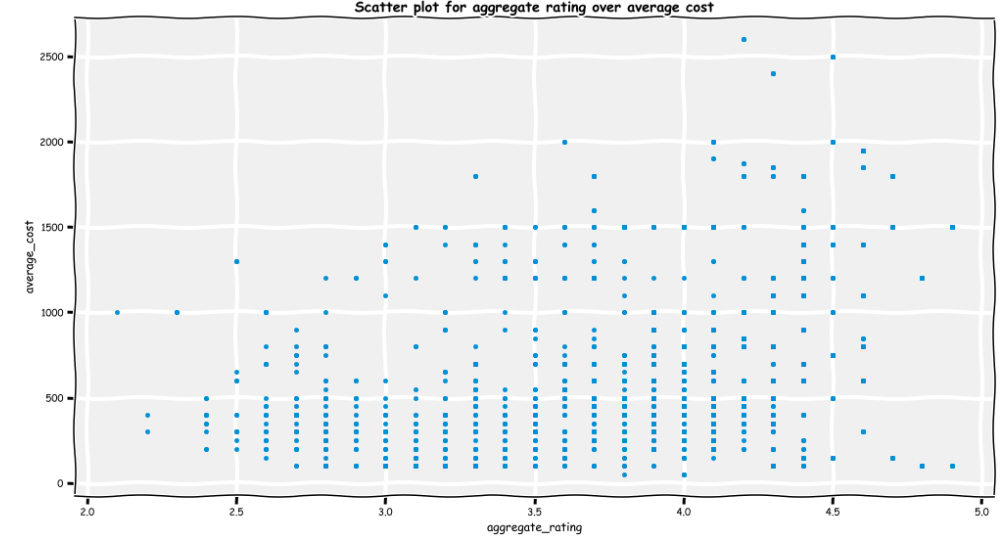 Scatter plot for aggregate rating over average cost
2500
2000
1500
1000
500
0
average_cost
2.0 2.5 3.0 3.5 4.0 4.5 5.0
aggregate_rating